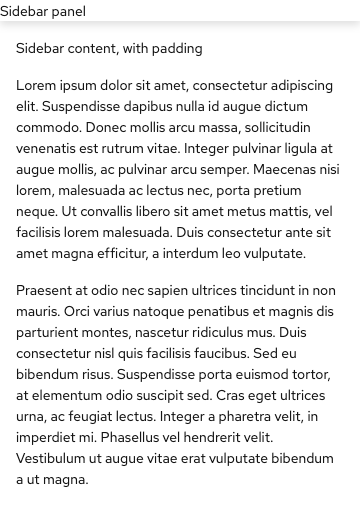 Sidebar panel
Sidebar content, with padding
Lorem ipsum dolor sit amet, consectetur adipiscing
elit. Suspendisse dapibus nulla id augue dictum
commodo. Donec mollis arcu massa, sollicitudin
venenatis est rutrum vitae. Integer pulvinar ligula at
augue mollis, ac pulvinar arcu semper. Maecenas nisi
lorem, malesuada ac lectus nec, porta pretium
neque. Ut convallis libero sit amet metus mattis, vel
facilisis lorem malesuada. Duis consectetur ante sit
amet magna efficitur, a interdum leo vulputate.
Praesent at odio nec sapien ultrices tincidunt in non
mauris. Orci varius natoque penatibus et magnis dis
parturient montes, nascetur ridiculus mus. Duis
consectetur nisl quis facilisis faucibus. Sed eu
bibendum risus. Suspendisse porta euismod tortor,
at elementum odio suscipit sed. Cras eget ultrices
urna, ac feugiat lectus. Integer a pharetra velit, in
imperdiet mi. Phasellus vel hendrerit velit.
Vestibulum ut augue vitae erat vulputate bibendum
a ut magna.